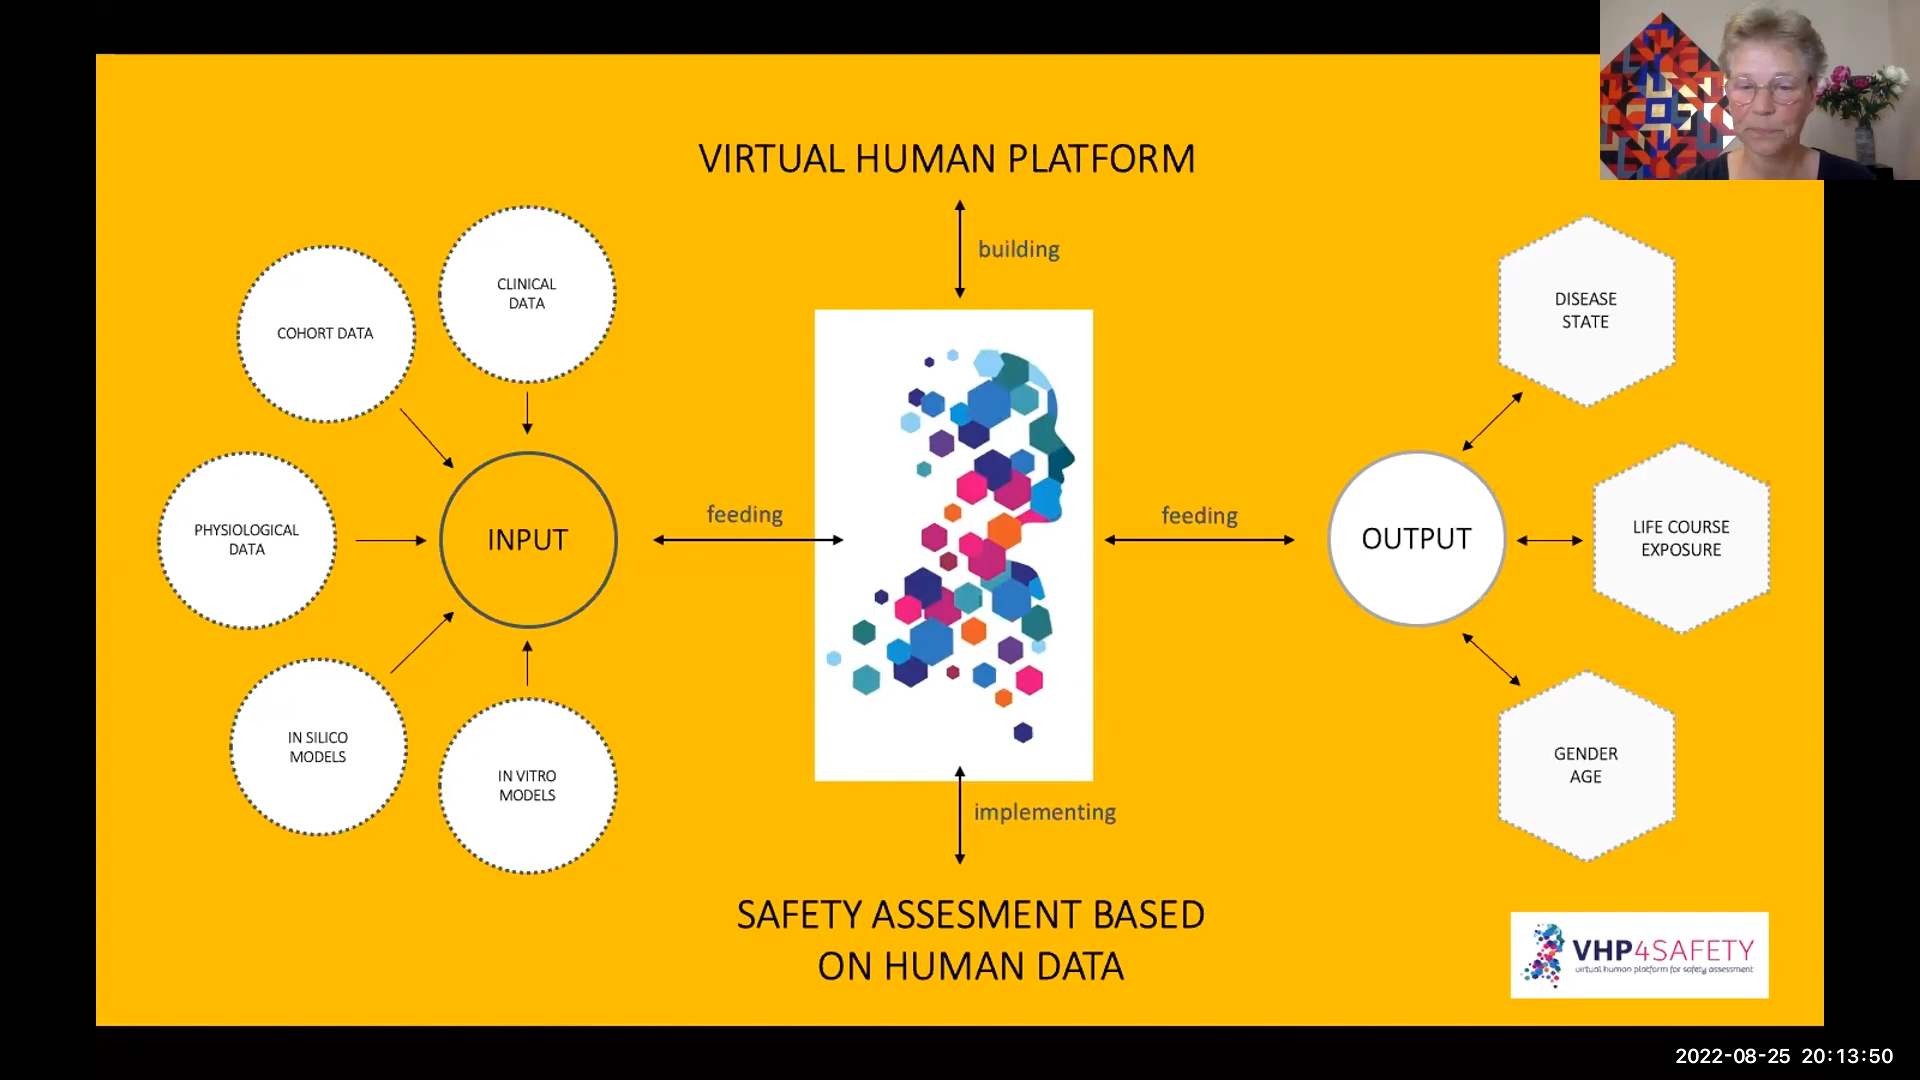 VIRTUAL HUMAN PLATFORM
building
CLINICAL
DATA
COHORT DATA
PHYSIOLOGICAL
DATA
IN SILICO
MODELS
IN VITRO
MODELS
INPUT
feeding
feeding
OUTPUT
DISEASE
STATE
LIFE COURSE
EXPOSURE
GENDER
AGE
implementing
SAFETY ASSESMENT BASED
ON HUMAN DATA
VHP4SAFETY
virtual human platform for safety assessment
2022-08-25 20:13:50